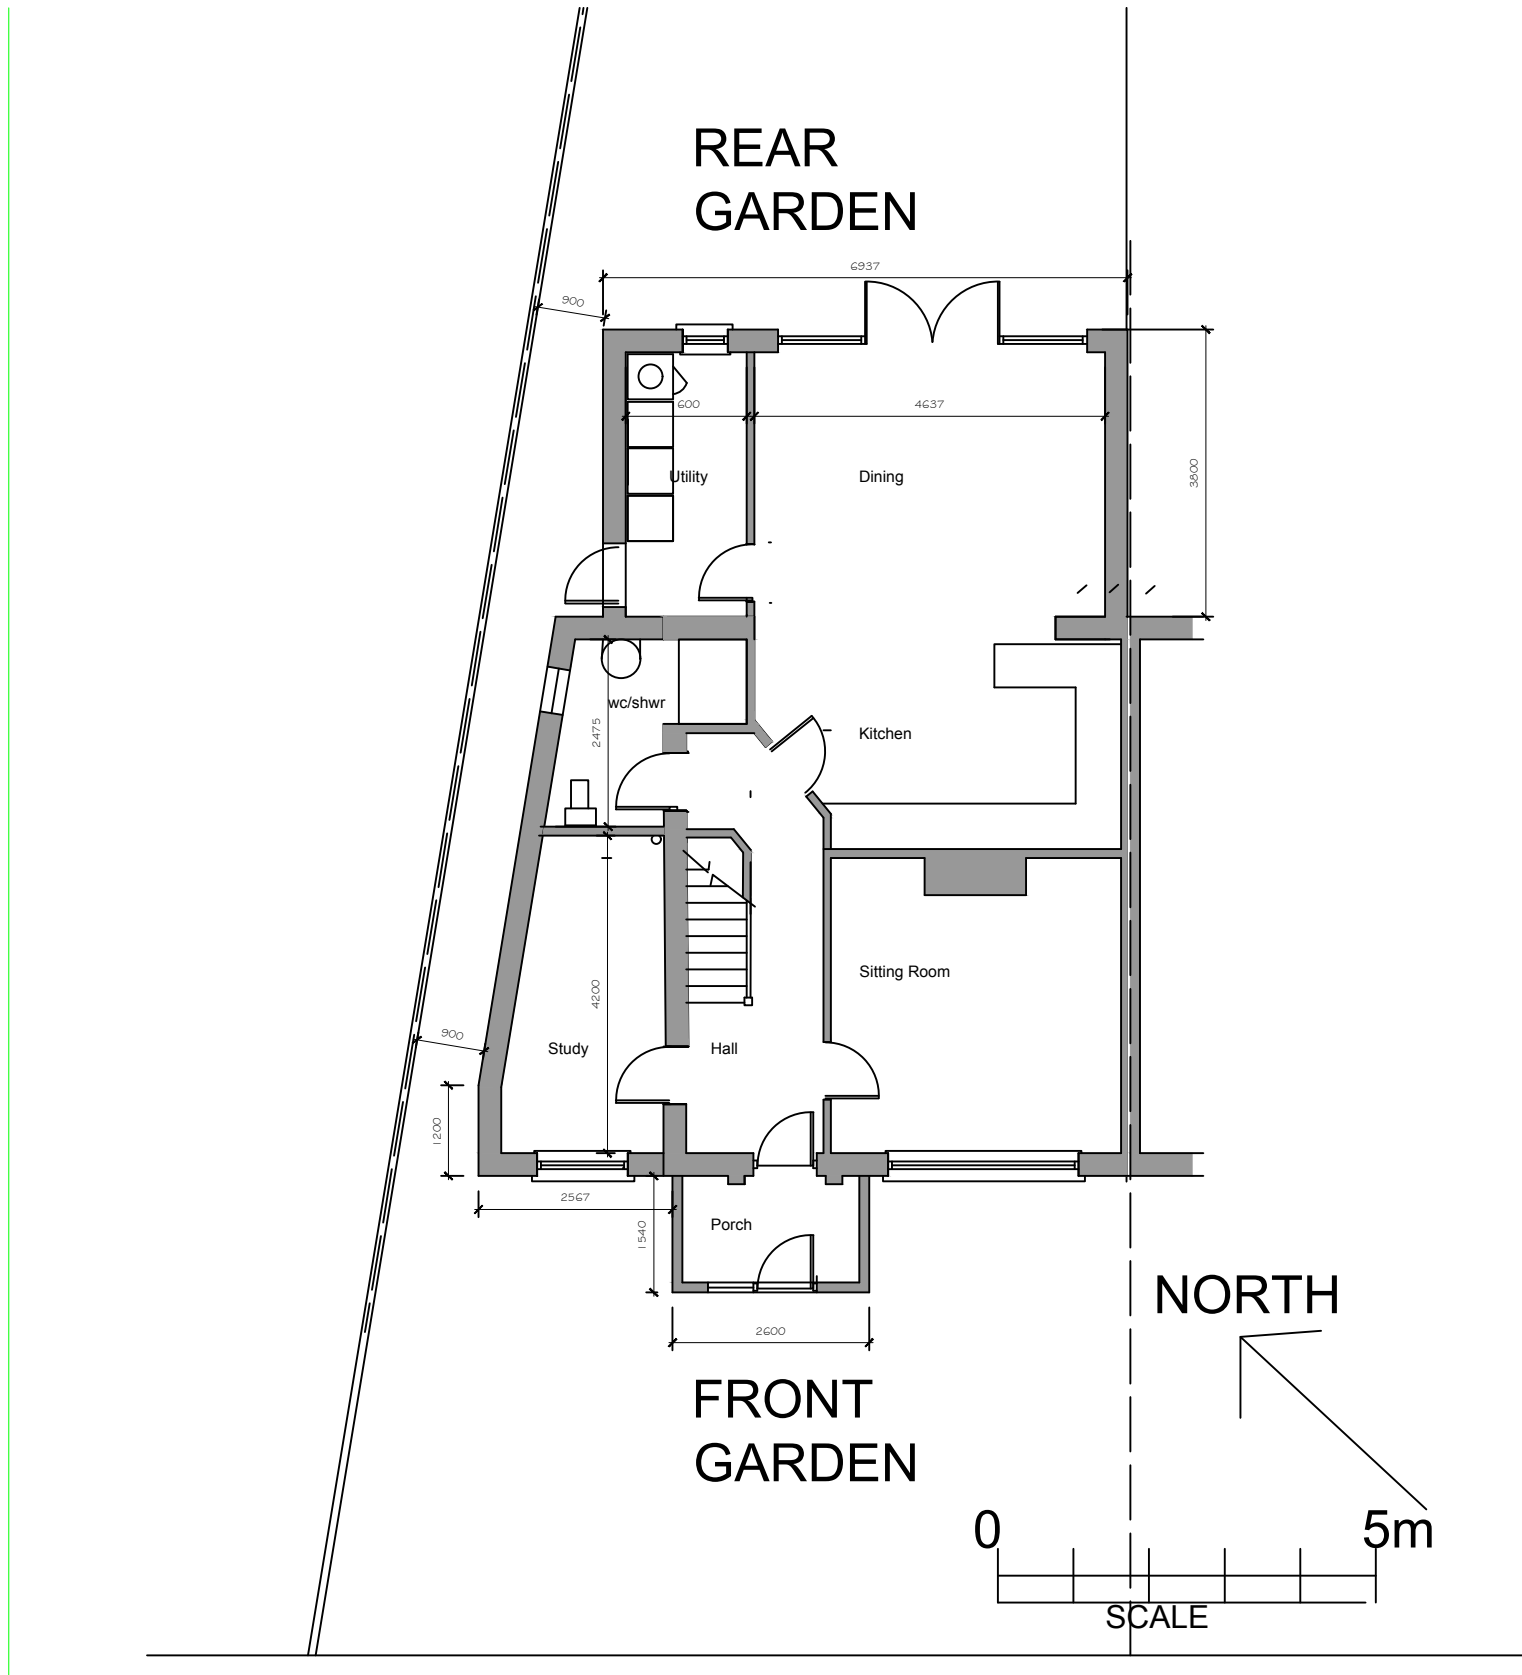 REAR
GARDEN
6937
900
600
4637
3800
Utility
Dining
wc/shwr
2475
Kitchen
4200
Sitting Room
900
Study
Hall
1200
2567
1540
Porch
2600
NORTH
FRONT
GARDEN
0
5m
SCALE